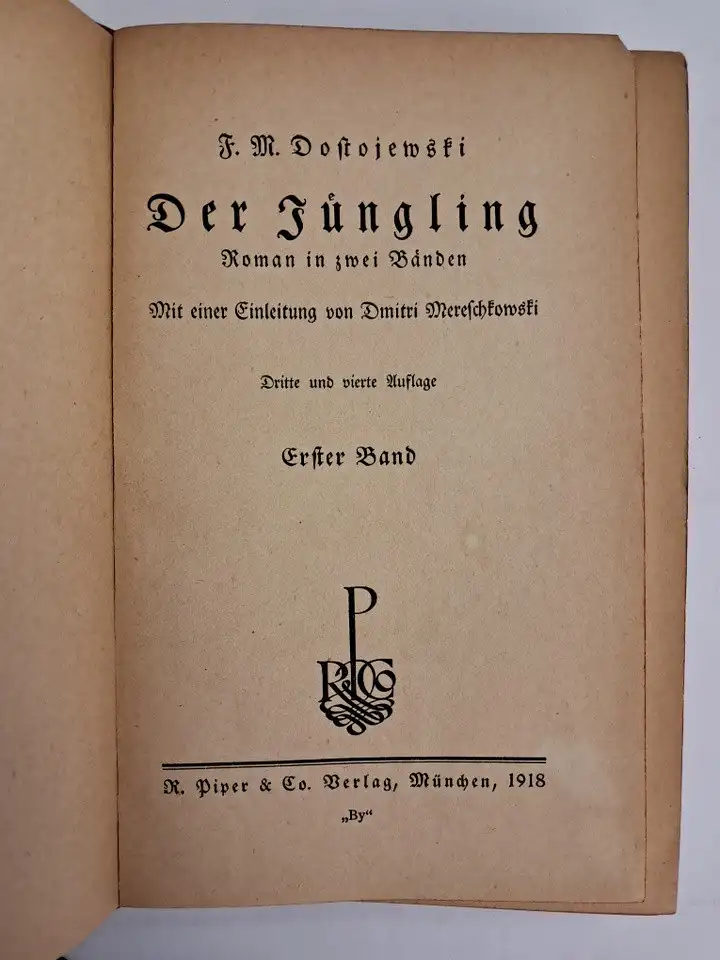 F. M. Dostojewski
Der Jüngling
Roman in zwei Bänden
Mit einer Einleitung von Dmitri Mereschkowski
Dritte und vierte Auflage
Erster Band
P
R & Co
R. Piper & Co. Verlag, München, 1918
„By“